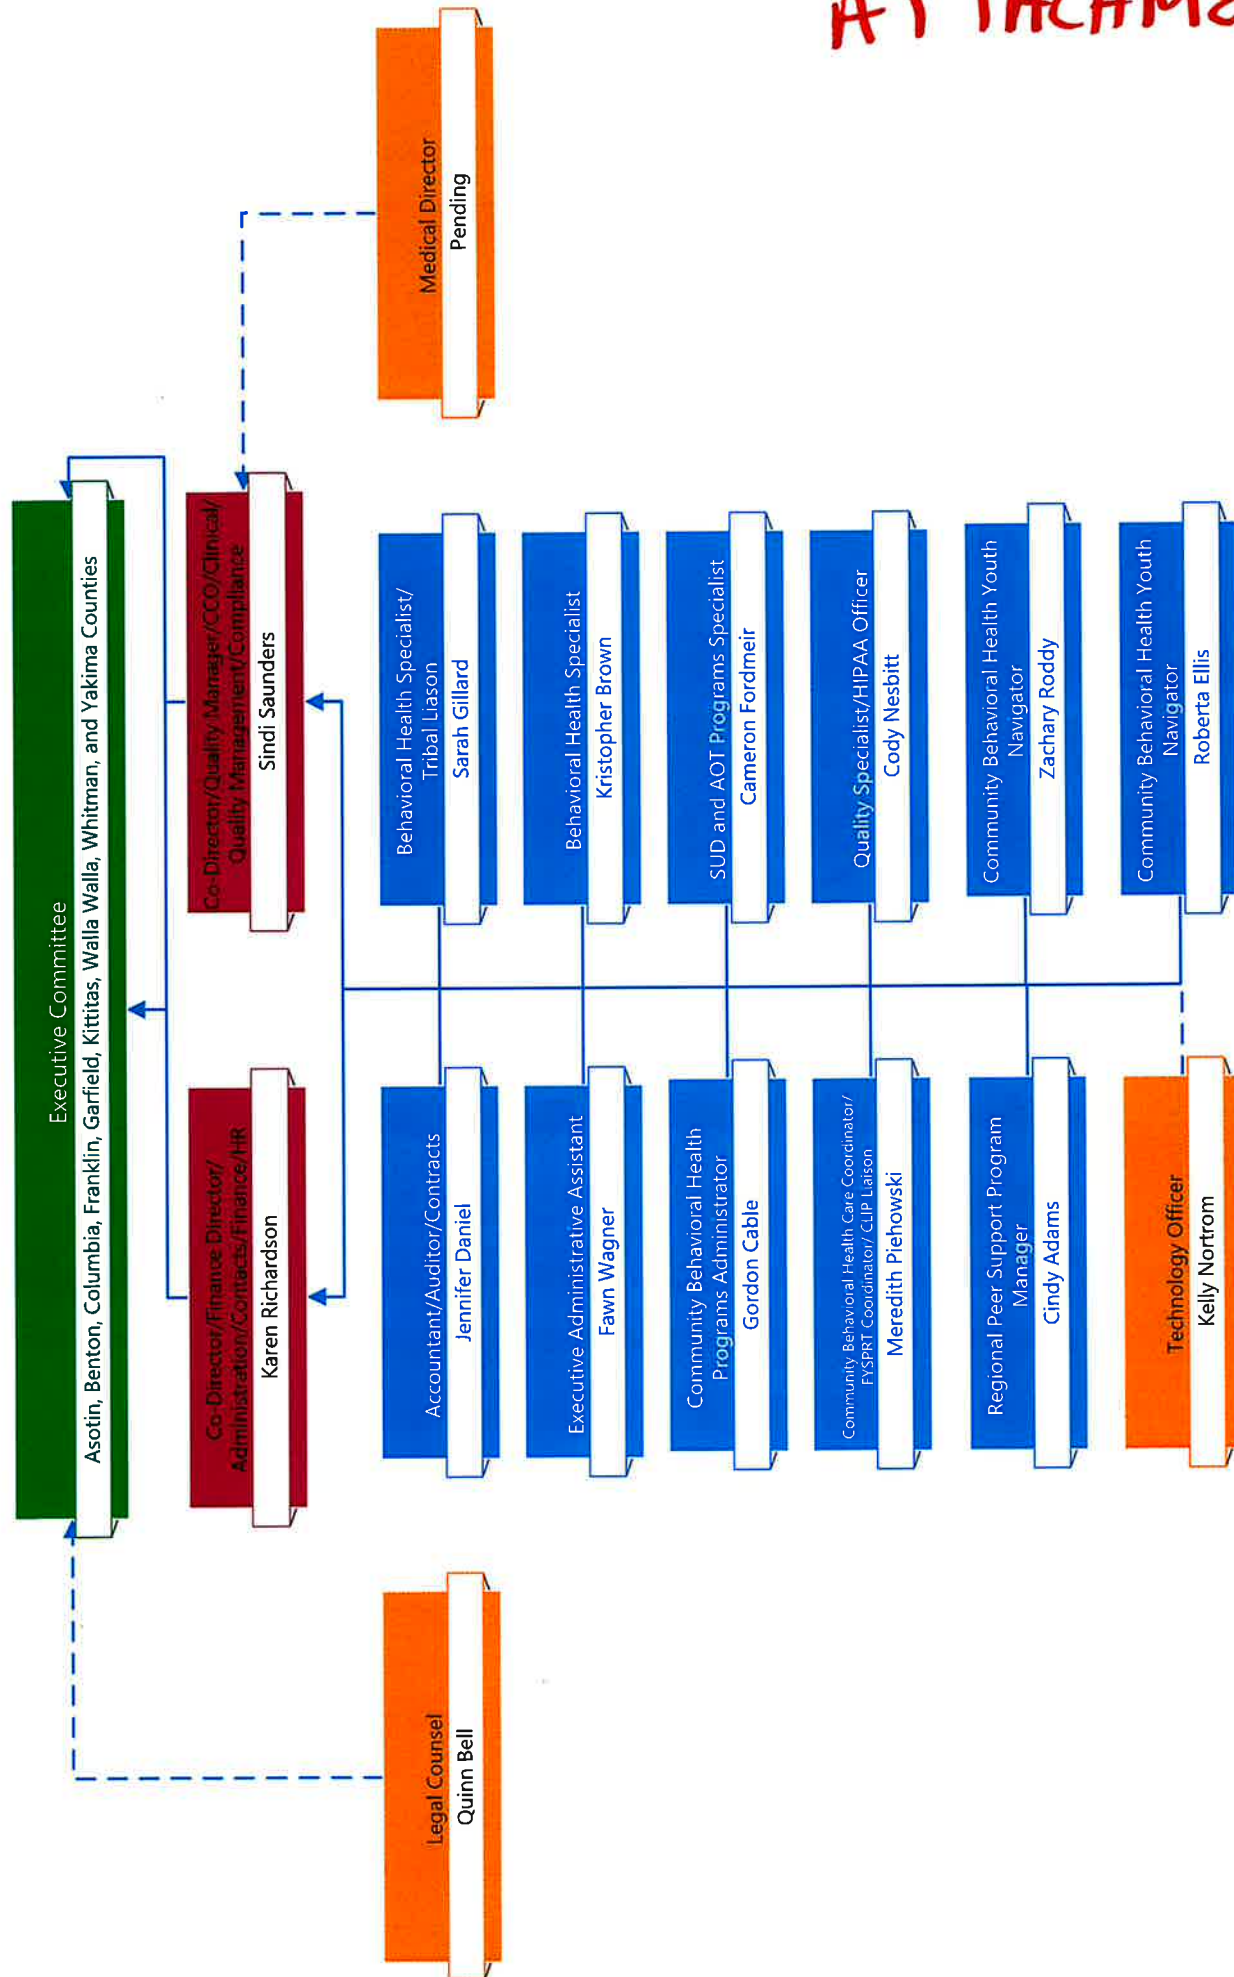 Executive Committee
Asotin, Benton, Columbia, Franklin, Garfield, Kittitas, Walla Walla, Whitman, and Yakima Counties
Co-Director/Finance Director/
Administration/Contacts/Finance/HR
Karen Richardson
Co-Director/Quality Manager/CCO/Clinical/
Quality Management/Compliance
Sindi Saunders
Legal Counsel
Quinn Bell
Accountant/Auditor/Contracts
Jennifer Daniel
Behavioral Health Specialist/
Tribal Liason
Sarah Gillard
Medical Director
Pending
Executive Administrative Assistant
Fawn Wagner
Behavioral Health Specialist
Kristopher Brown
Community Behavioral Health
Programs Administrator
Gordon Cable
SUD and AOT Programs Specialist
Cameron Fordmeir
Community Behavioral Health Care Coordinator/
FYSPRT Coordinator/ CLIP Liaison
Meredith Piehowski
Quality Specialist/HIPAA Officer
Cody Nesbitt
Regional Peer Support Program
Manager
Cindy Adams
Community Behavioral Health Youth
Navigator
Zachary Roddy
Technology Officer
Kelly Nortrom
Community Behavioral Health Youth
Navigator
Roberta Ellis